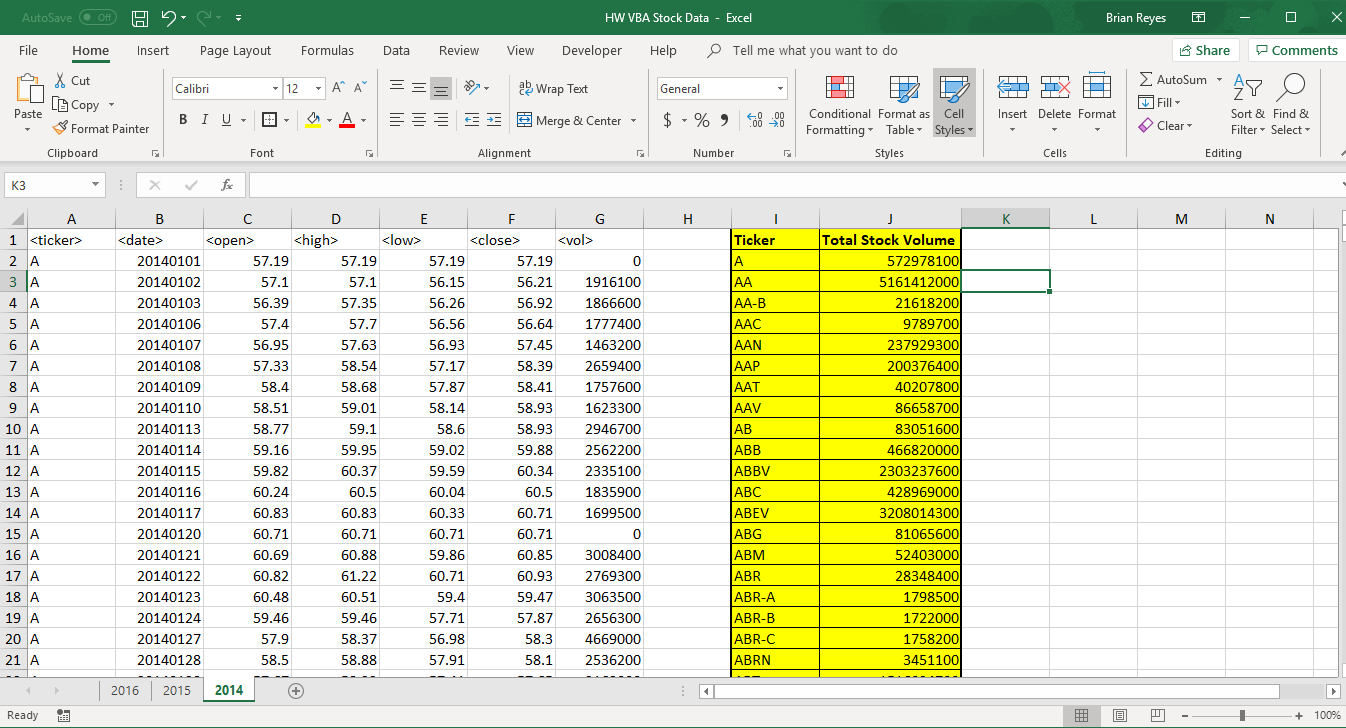 AutoSave Off HW VBA Stock Data - Excel Brian Reyes
File Home Insert Page Layout Formulas Data Review View Developer Help Tell me what you want to do Share Comments
Paste Cut Copy Format Painter Clipboard
Calibri 12 B I U A A A Font
ab Wrap Text Merge & Center Alignment
General $ % Number
Conditional Formatting Format as Table Cell Styles Styles
Insert Delete Format Cells
AutoSum Fill Clear Sort & Filter Find & Select Editing
K3 fx
A B C D E F G H I J K L M N
1 <ticker> <date> <open> <high> <low> <close> <vol> Ticker Total Stock Volume
2 A 20140101 57.19 57.19 57.19 57.19 0 A 572978100
3 A 20140102 57.1 57.1 56.15 56.21 1916100 AA 5161412000
4 A 20140103 56.39 57.35 56.26 56.92 1866600 AA-B 21618200
5 A 20140106 57.4 57.7 56.56 56.64 1777400 AAC 9789700
6 A 20140107 56.95 57.63 56.93 57.45 1463200 AAN 237929300
7 A 20140108 57.33 58.54 57.17 58.39 2659400 AAP 200376400
8 A 20140109 58.4 58.68 57.87 58.41 1757600 AAT 40207800
9 A 20140110 58.51 59.01 58.14 58.93 1623300 AAV 86658700
10 A 20140113 58.77 59.1 58.6 58.93 2946700 AB 83051600
11 A 20140114 59.16 59.95 59.02 59.88 2562200 ABB 466820000
12 A 20140115 59.82 60.37 59.59 60.34 2335100 ABBV 2303237600
13 A 20140116 60.24 60.5 60.04 60.5 1835900 ABC 428969000
14 A 20140117 60.83 60.83 60.33 60.71 1699500 ABEV 3208014300
15 A 20140120 60.71 60.71 60.71 60.71 0 ABG 81065600
16 A 20140121 60.69 60.88 59.86 60.85 3008400 ABM 52403000
17 A 20140122 60.82 61.22 60.71 60.93 2769300 ABR 28348400
18 A 20140123 60.48 60.51 59.4 59.47 3063500 ABR-A 1798500
19 A 20140124 59.46 59.46 57.71 57.87 2656300 ABR-B 1722000
20 A 20140127 57.9 58.37 56.98 58.3 4669000 ABR-C 1758200
21 A 20140128 58.5 58.88 57.91 58.1 2536200 ABRN 3451100
2016 2015 2014
Ready 100%